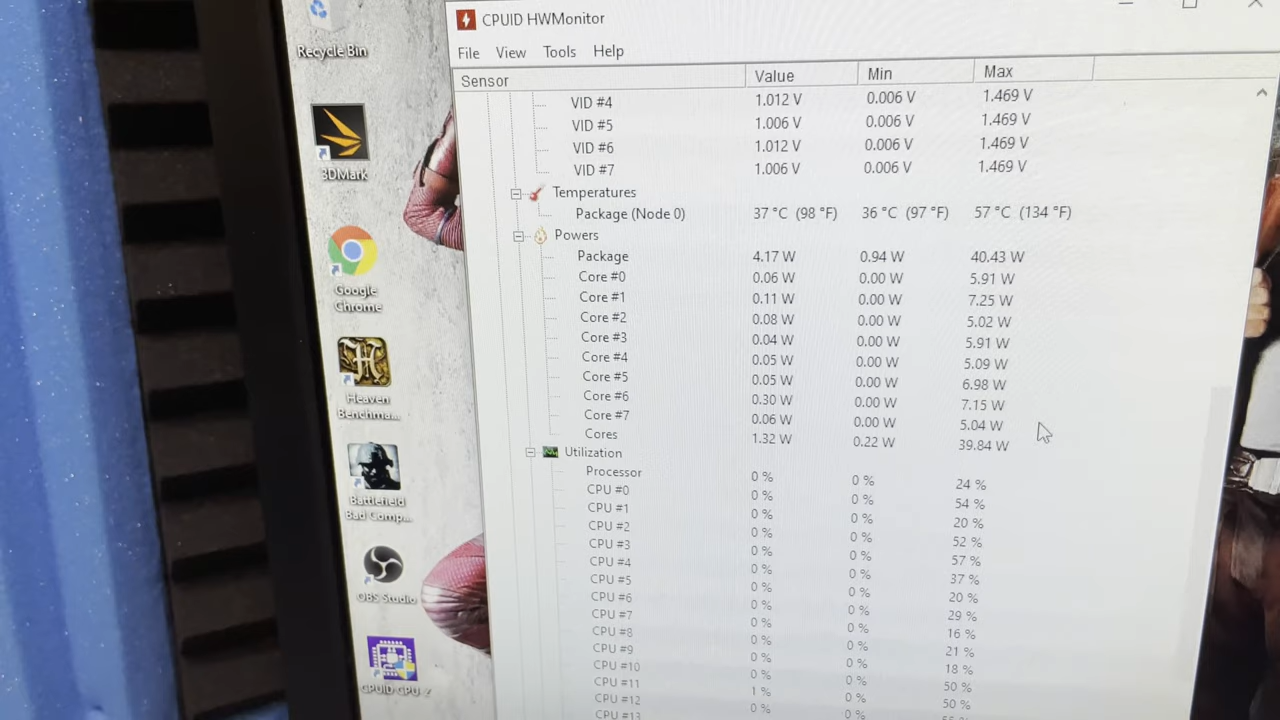 CPUID HWMonitor
Recycle Bin
File View Tools Help
Sensor Value Min Max
VID #4 1.012 V 0.006 V 1.469 V
VID #5 1.006 V 0.006 V 1.469 V
VID #6 1.012 V 0.006 V 1.469 V
VID #7 1.006 V 0.006 V 1.469 V
3DMark
Temperatures
Package (Node 0) 37 °C (98 °F) 36 °C (97 °F) 57 °C (134 °F)
Powers
Package 4.17 W 0.94 W 40.43 W
Core #0 0.06 W 0.00 W 5.91 W
Core #1 0.11 W 0.00 W 7.25 W
Core #2 0.08 W 0.00 W 5.02 W
Core #3 0.04 W 0.00 W 5.91 W
Core #4 0.05 W 0.00 W 5.09 W
Core #5 0.05 W 0.00 W 6.98 W
Core #6 0.30 W 0.00 W 7.15 W
Core #7 0.06 W 0.00 W 5.04 W
Cores 1.32 W 0.22 W 39.84 W
Google
Chrome
Heaven
Benchma...
Utilization
Processor 0 % 0 % 24 %
CPU #0 0 % 0 % 54 %
CPU #1 0 % 0 % 20 %
CPU #2 0 % 0 % 52 %
CPU #3 0 % 0 % 57 %
CPU #4 0 % 0 % 37 %
CPU #5 0 % 0 % 20 %
CPU #6 0 % 0 % 29 %
CPU #7 0 % 0 % 16 %
CPU #8 0 % 0 % 21 %
CPU #9 0 % 0 % 18 %
CPU #10 0 % 0 % 50 %
CPU #11 1 % 0 % 50 %
CPU #12 0 % 0 %
CPU #13
Battlefield
Bad Comp...
OBS Studio
CPUID CPU-Z